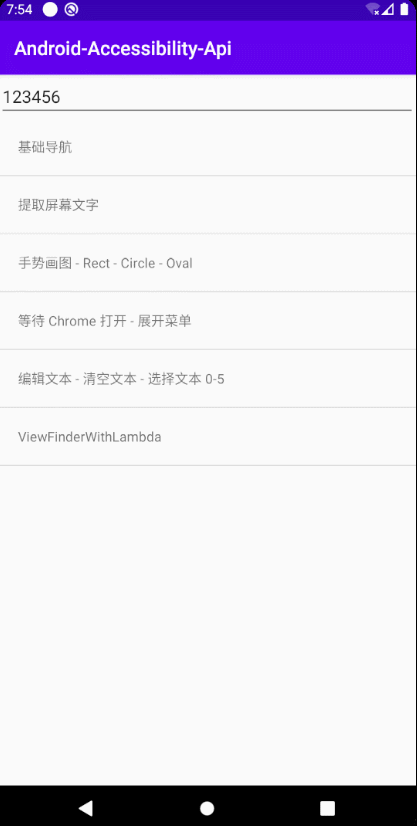 7:54
Android-Accessibility-Api
123456
基础导航
提取屏幕文字
手势画图 - Rect - Circle - Oval
等待 Chrome 打开 - 展开菜单
编辑文本 - 清空文本 - 选择文本 0-5
ViewFinderWithLambda